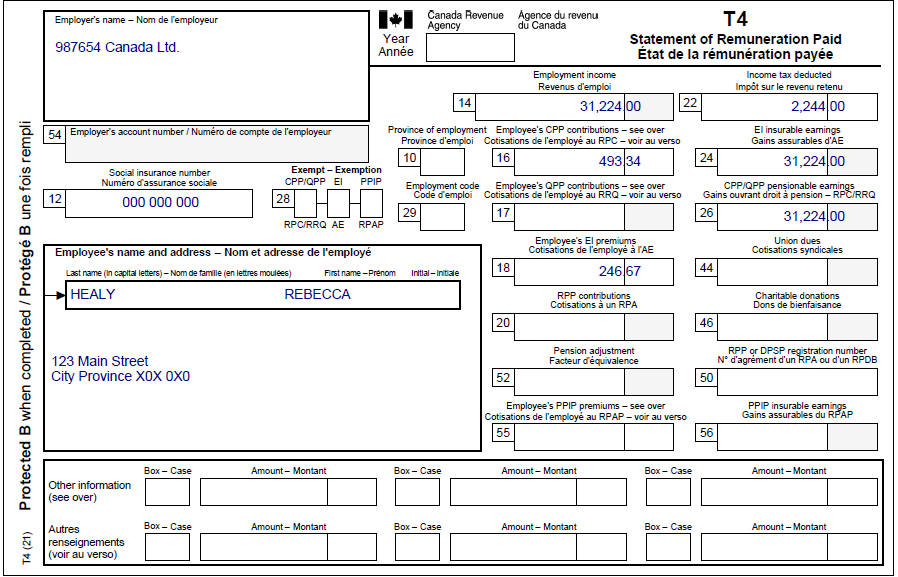 Employer's name – Nom de l'employeur
987654 Canada Ltd.
Canada Revenue Agency
Agence du revenu du Canada
Year
Année
T4
Statement of Remuneration Paid
État de la rémunération payée
Employment income
Revenus d'emploi
14 31,224 00
Income tax deducted
Impôt sur le revenu retenu
22 2,244 00
54 Employer's account number / Numéro de compte de l'employeur
Province of employment
Province d'emploi
10
Employee's CPP contributions – see over
Cotisations de l'employé au RPC – voir au verso
16 493 34
EI insurable earnings
Gains assurables d'AE
24 31,224 00
Social insurance number
Numéro d'assurance sociale
12 000 000 000
Exempt – Exemption
CPP/QPP EI PPIP
28
RPC/RRQ AE RPAP
Employment code
Code d'emploi
29
Employee's QPP contributions – see over
Cotisations de l'employé au RRQ – voir au verso
17
CPP/QPP pensionable earnings
Gains ouvrant droit à pension – RPC/RRQ
26 31,224 00
Employee's name and address – Nom et adresse de l'employé
Last name (in capital letters) – Nom de famille (en lettres moulées) First name – Prénom Initial – Initiale
HEALY REBECCA
123 Main Street
City Province X0X 0X0
Employee's EI premiums
Cotisations de l'employé à l'AE
18 246 67
Union dues
Cotisations syndicales
44
RPP contributions
Cotisations à un RPA
20
Charitable donations
Dons de bienfaisance
46
Pension adjustment
Facteur d'équivalence
52
RPP or DPSP registration number
N° d'agrément d'un RPA ou d'un RPDB
50
Employee's PPIP premiums – see over
Cotisations de l'employé au RPAP – voir au verso
55
PPIP insurable earnings
Gains assurables du RPAP
56
Box – Case Amount – Montant Box – Case Amount – Montant Box – Case Amount – Montant
Other information
(see over)
Box – Case Amount – Montant Box – Case Amount – Montant Box – Case Amount – Montant
Autres
renseignements
(voir au verso)
Protected B when completed / Protégé B une fois rempli
T4 (21)